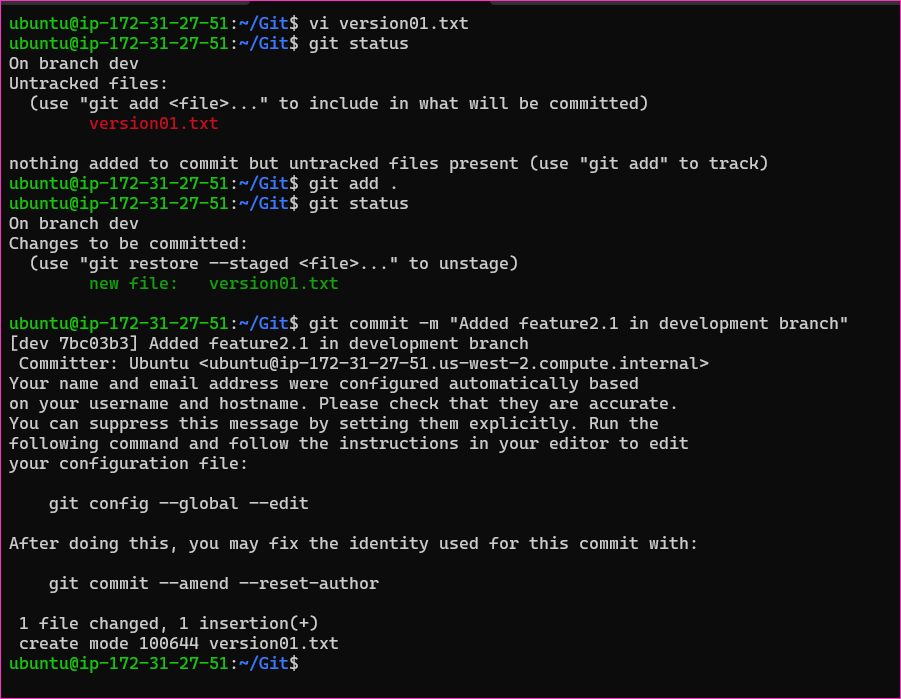 ubuntu@ip-172-31-27-51:~/Git$ vi version01.txt
ubuntu@ip-172-31-27-51:~/Git$ git status
On branch dev
Untracked files:
  (use "git add <file>..." to include in what will be committed)
        version01.txt

nothing added to commit but untracked files present (use "git add" to track)
ubuntu@ip-172-31-27-51:~/Git$ git add .
ubuntu@ip-172-31-27-51:~/Git$ git status
On branch dev
Changes to be committed:
  (use "git restore --staged <file>..." to unstage)
        new file:   version01.txt

ubuntu@ip-172-31-27-51:~/Git$ git commit -m "Added feature2.1 in development branch"
[dev 7bc03b3] Added feature2.1 in development branch
 Committer: Ubuntu <ubuntu@ip-172-31-27-51.us-west-2.compute.internal>
Your name and email address were configured automatically based
on your username and hostname. Please check that they are accurate.
You can suppress this message by setting them explicitly. Run the
following command and follow the instructions in your editor to edit
your configuration file:

    git config --global --edit

After doing this, you may fix the identity used for this commit with:

    git commit --amend --reset-author

 1 file changed, 1 insertion(+)
 create mode 100644 version01.txt
ubuntu@ip-172-31-27-51:~/Git$